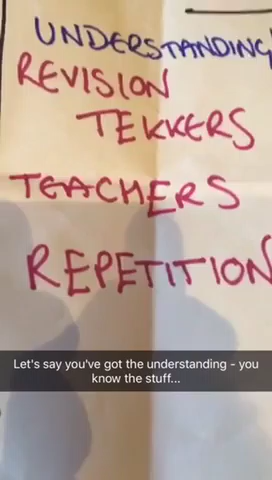 UNDERSTANDING
REVISION
TEKKERS
TEACHERS
REPETITION
Let's say you've got the understanding - you
know the stuff...